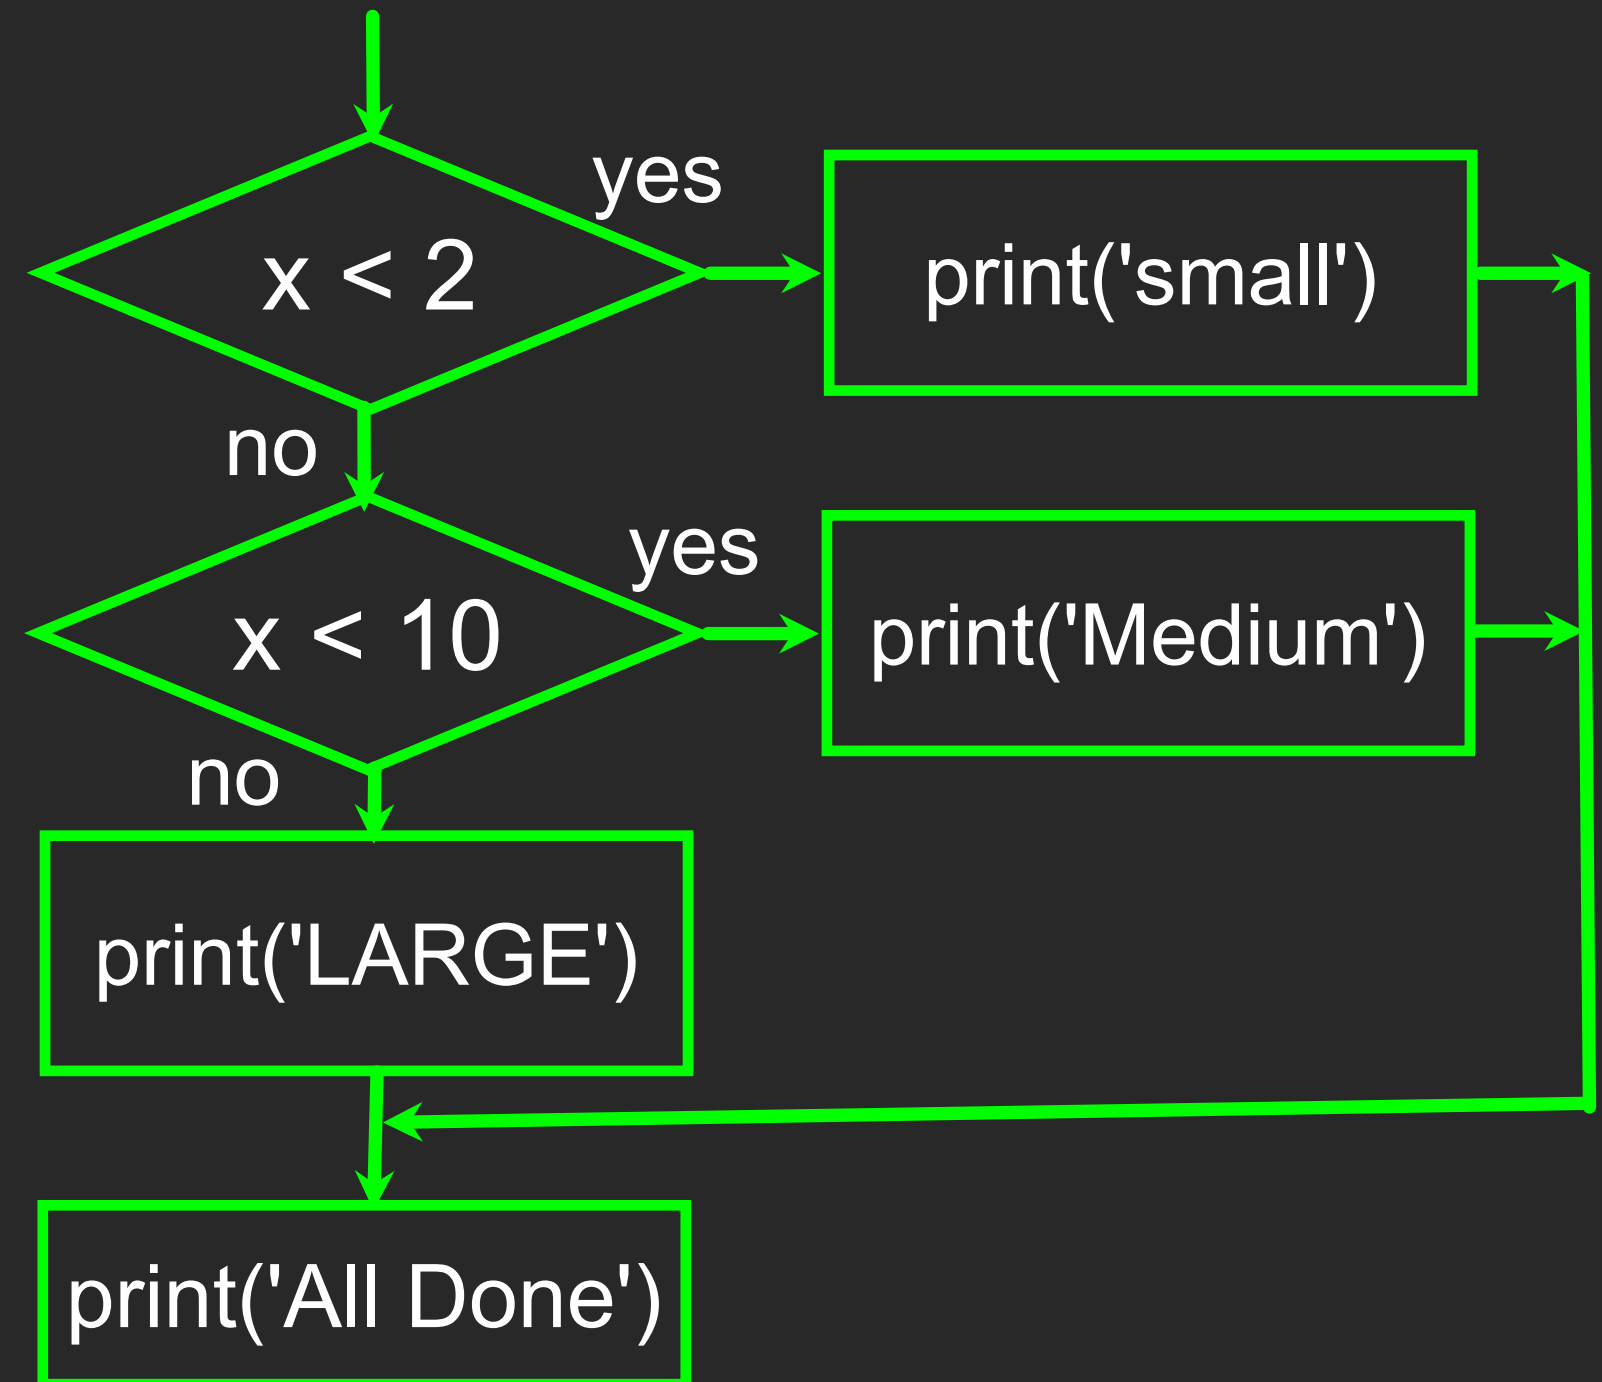 yes
x < 2
print('small')
no
yes
x < 10
print('Medium')
no
print('LARGE')
print('All Done')